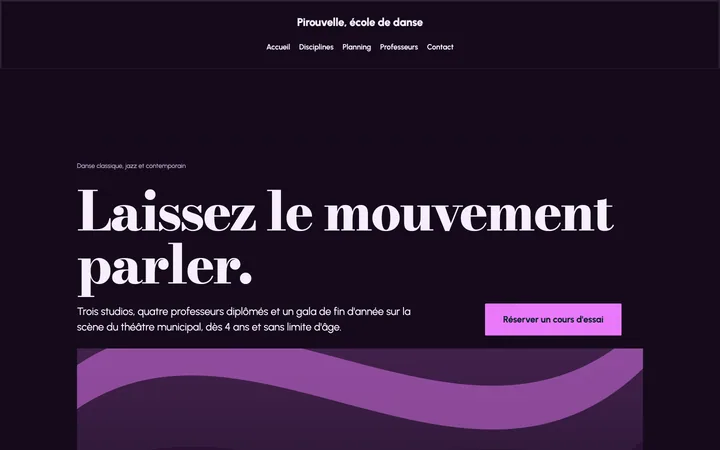 Pirouvelle, école de danse
Accueil Disciplines Planning Professeurs Contact
Danse classique, jazz et contemporain
Laissez le mouvement
parler.
Trois studios, quatre professeurs diplômés et un gala de fin d'année sur la
scène du théâtre municipal, dès 4 ans et sans limite d'âge.
Réserver un cours d'essai